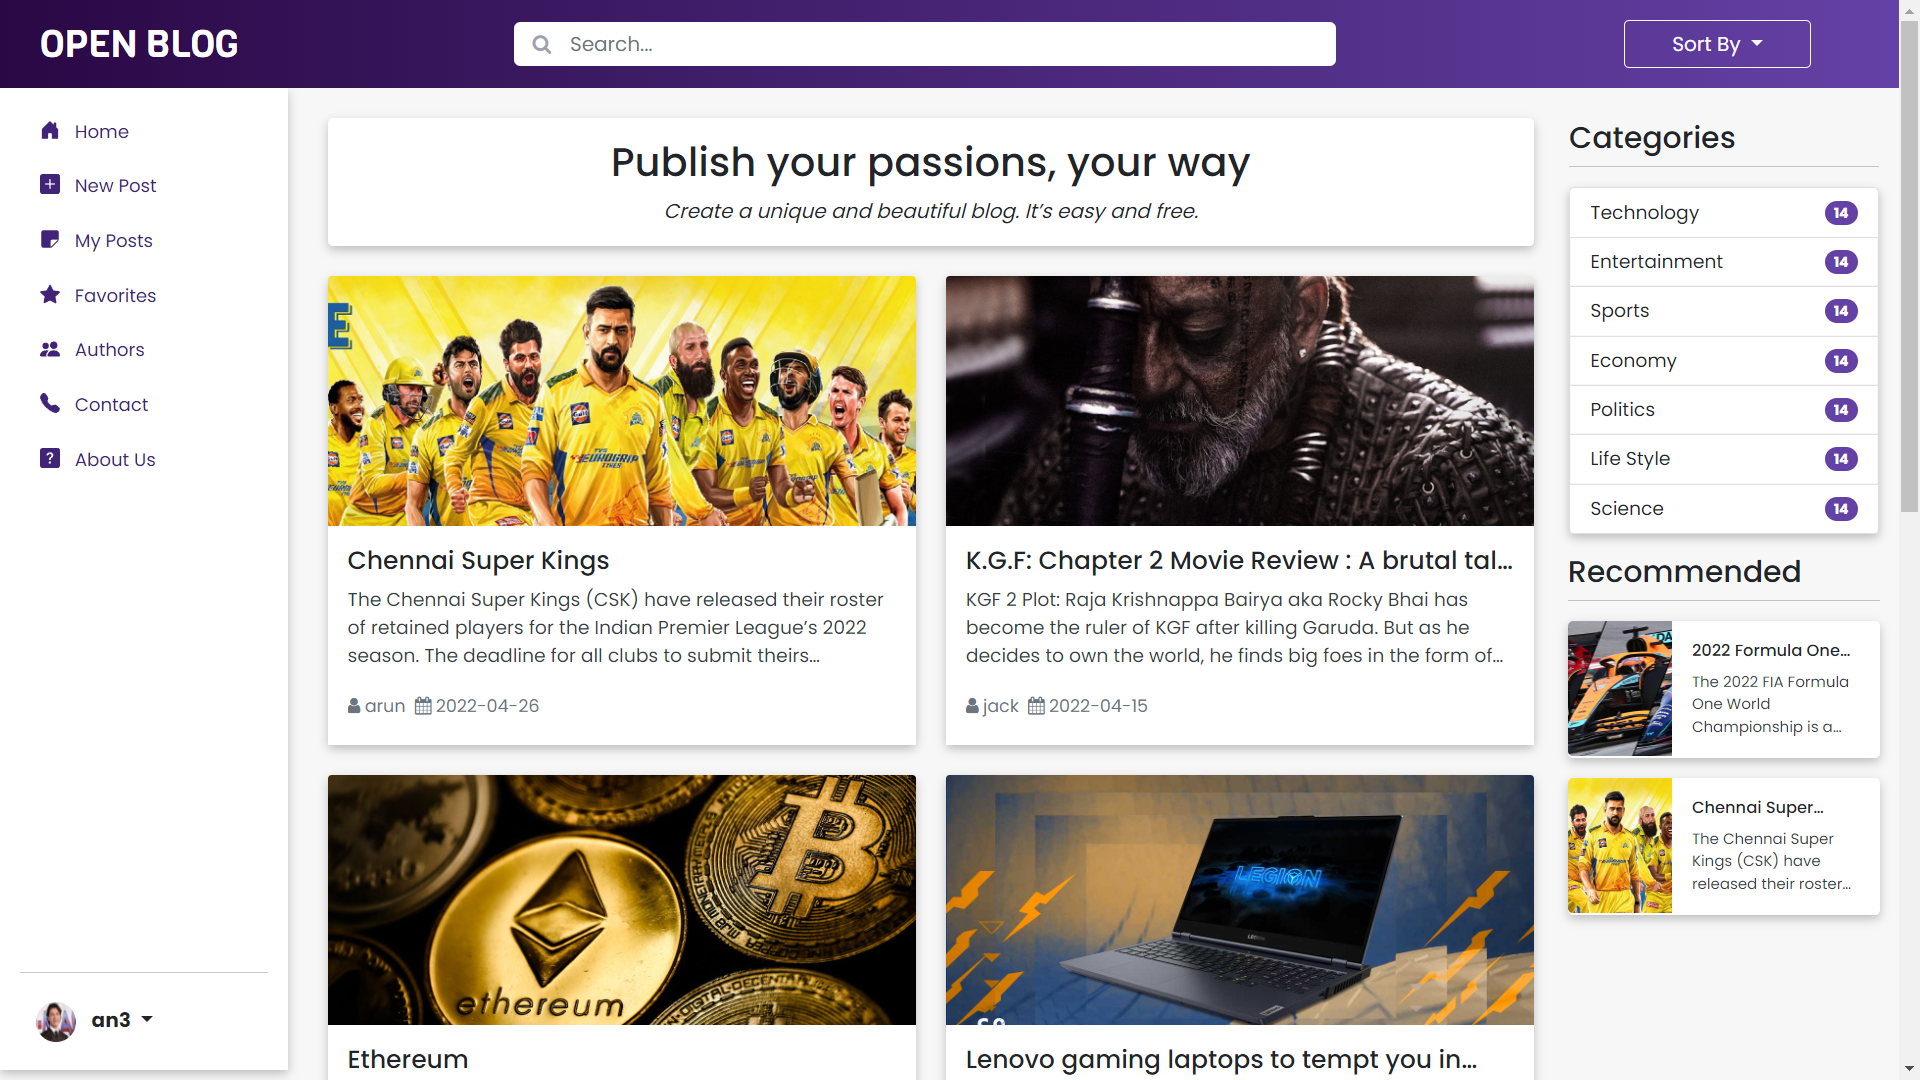 OPEN BLOG
Search...
Sort By
Home
New Post
My Posts
Favorites
Authors
Contact
About Us
an3
Publish your passions, your way
Create a unique and beautiful blog. It's easy and free.
E
Chennai Super Kings
The Chennai Super Kings (CSK) have released their roster
of retained players for the Indian Premier League’s 2022
season. The deadline for all clubs to submit theirs...
arun 2022-04-26
K.G.F: Chapter 2 Movie Review : A brutal tal...
KGF 2 Plot: Raja Krishnappa Bairya aka Rocky Bhai has
become the ruler of KGF after killing Garuda. But as he
decides to own the world, he finds big foes in the form of...
jack 2022-04-15
ethereum
Ethereum
LEGION
Lenovo gaming laptops to tempt you in...
Categories
Technology 14
Entertainment 14
Sports 14
Economy 14
Politics 14
Life Style 14
Science 14
Recommended
2022 Formula One...
The 2022 FIA Formula
One World
Championship is a...
Chennai Super...
The Chennai Super
Kings (CSK) have
released their roster...